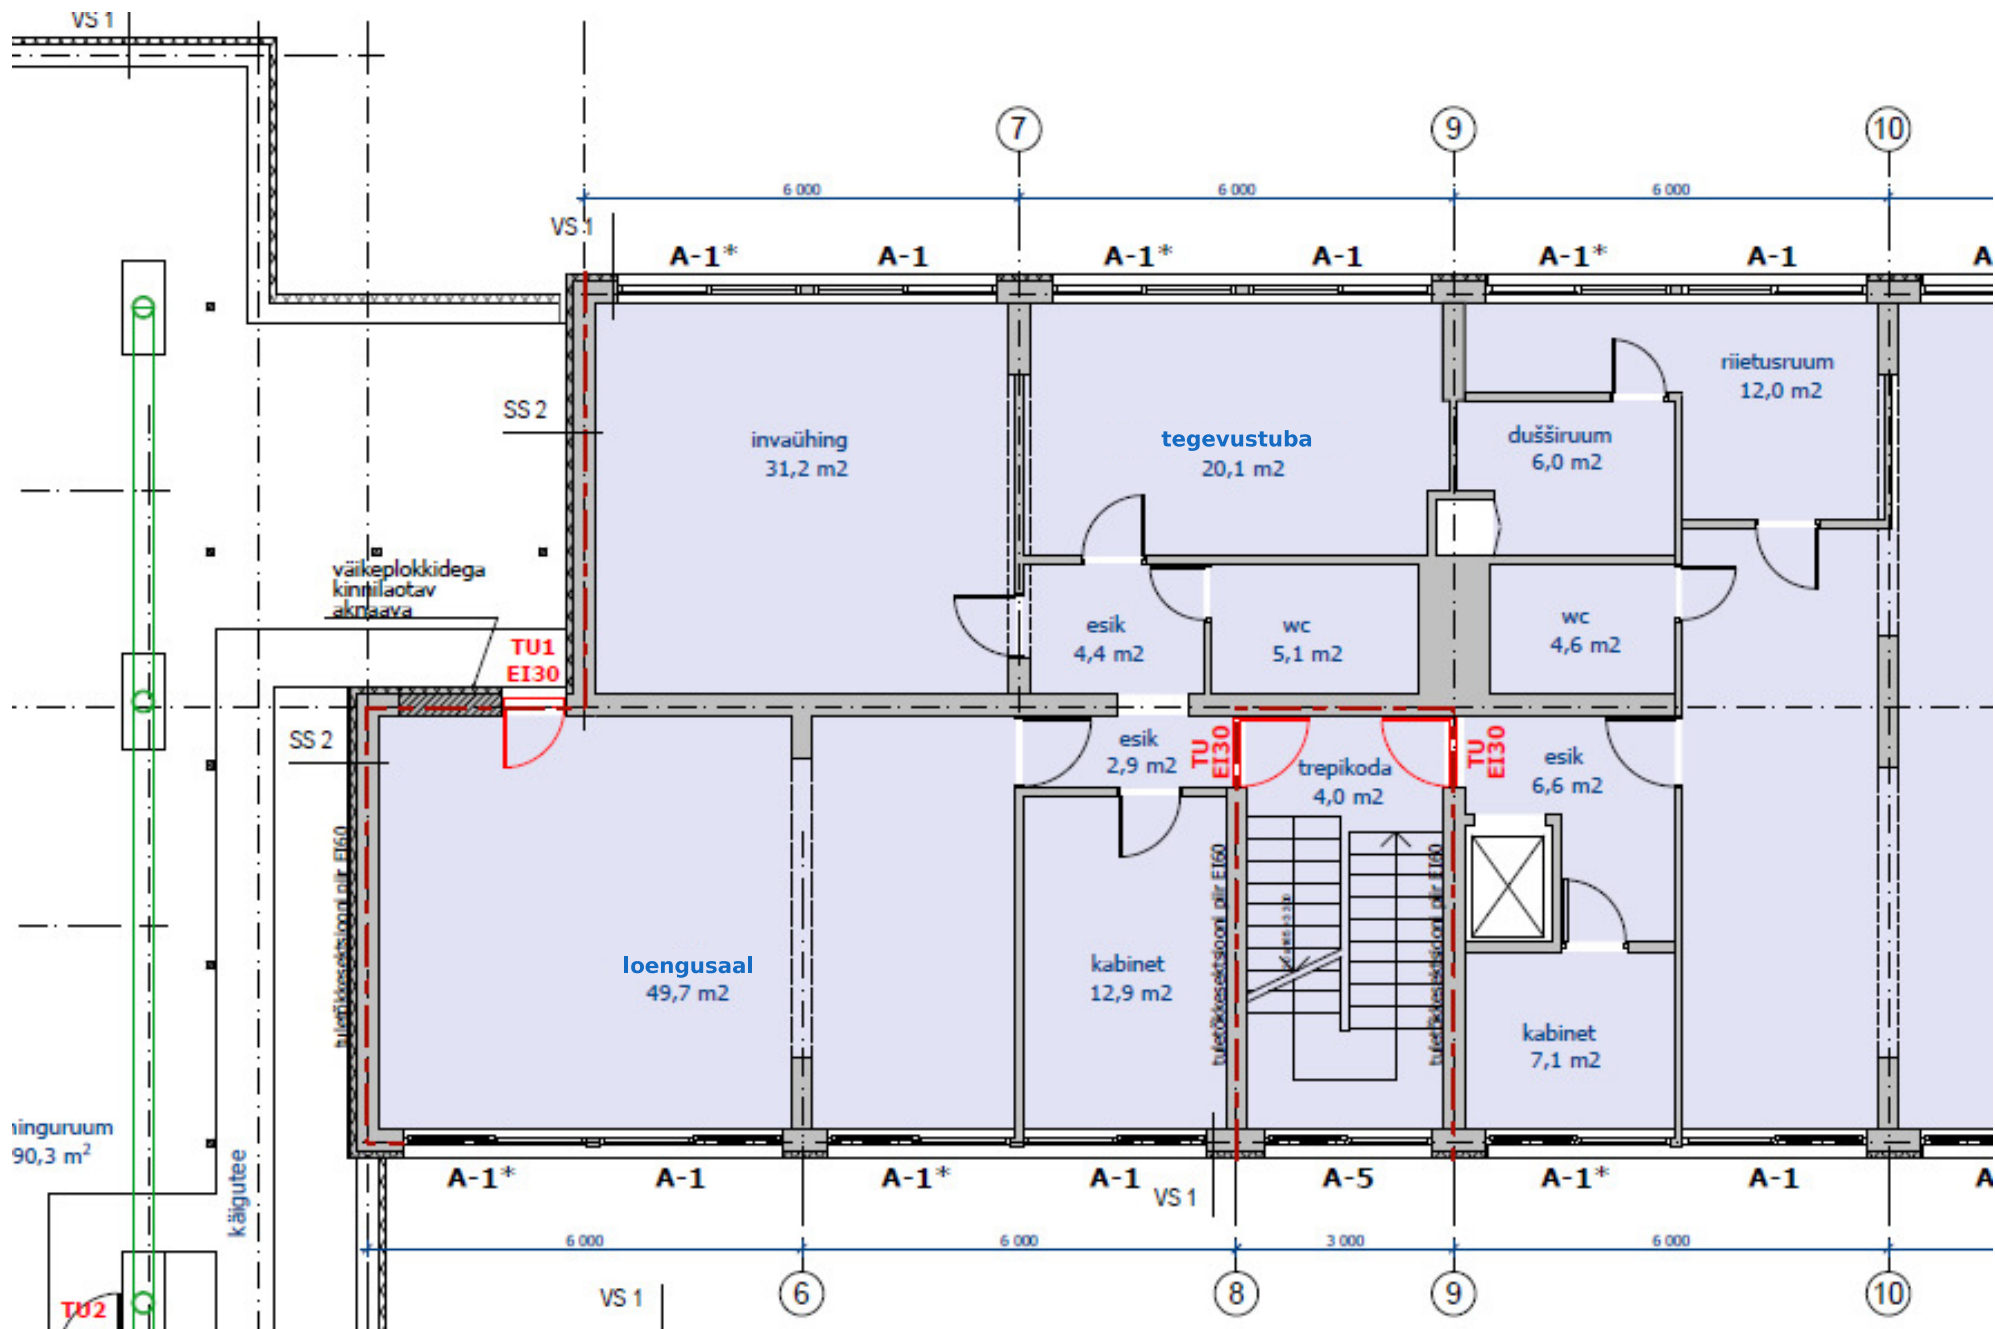 VS 1
7
9
10
6 000
6 000
6 000
VS 1
A-1*
A-1
A-1*
A-1
A-1*
A-1
A
riietusruum
12,0 m2
SS 2
invaühing
31,2 m2
tegevustuba
20,1 m2
dušširuum
6,0 m2
väikeplokkidega
kinnilaotav
aknaava
TU1
EI30
esik
4,4 m2
wc
5,1 m2
wc
4,6 m2
SS 2
esik
2,9 m2
TU
EI30
trepikoda
4,0 m2
TU
EI30
esik
6,6 m2
tuletõkkesektsiooni piir EI60
tuletõkkesektsiooni piir EI60
tuletõkkesektsiooni piir EI60
loengusaal
49,7 m2
kabinet
12,9 m2
kabinet
7,1 m2
ninguruum
90,3 m²
käigutee
A-1*
A-1
A-1*
A-1
VS 1
A-5
A-1*
A-1
A
6 000
6 000
3 000
6 000
TU2
VS 1
6
8
9
10